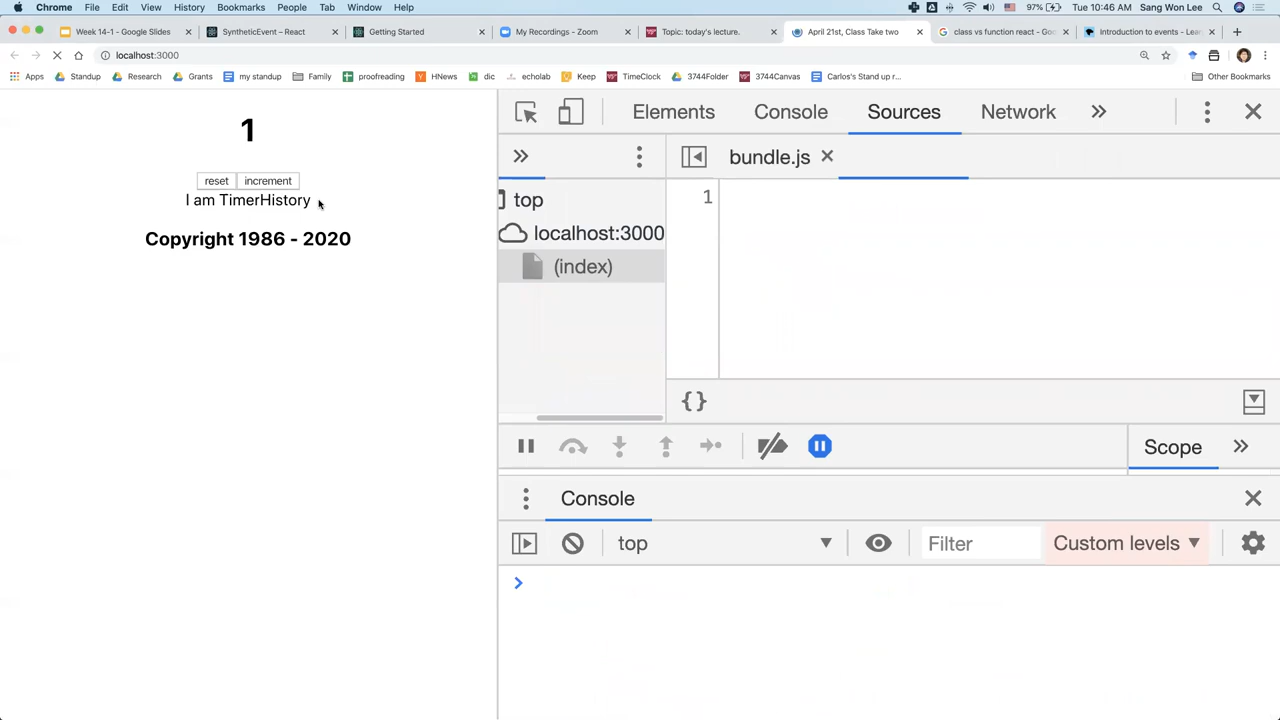 Chrome File Edit View History Bookmarks People Tab Window Help 97% Tue 10:46 AM Sang Won Lee
Week 14-1 - Google Slides SyntheticEvent – React Getting Started My Recordings - Zoom Topic: today's lecture. April 21st, Class Take two class vs function react - Goo Introduction to events - Lear
localhost:3000
Apps Standup Research Grants my standup Family proofreading HNews dic echolab Keep TimeClock 3744Folder 3744Canvas Carlos's Stand up r... Other Bookmarks
1
reset increment
I am TimerHistory
Copyright 1986 - 2020
Elements Console Sources Network »
» bundle.js
top
localhost:3000
(index)
1
{}
Scope »
Console
top Filter Custom levels
>